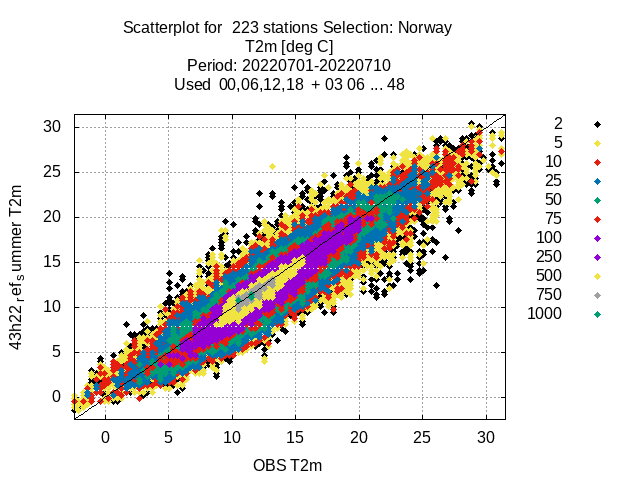 Scatterplot for 223 stations Selection: Norway
T2m [deg C]
Period: 20220701-20220710
Used 00,06,12,18 + 03 06 ... 48
43h22_ref_summer T2m
30
25
20
15
10
5
0
0 5 10 15 20 25 30
OBS T2m
2
5
10
25
50
75
100
250
500
750
1000